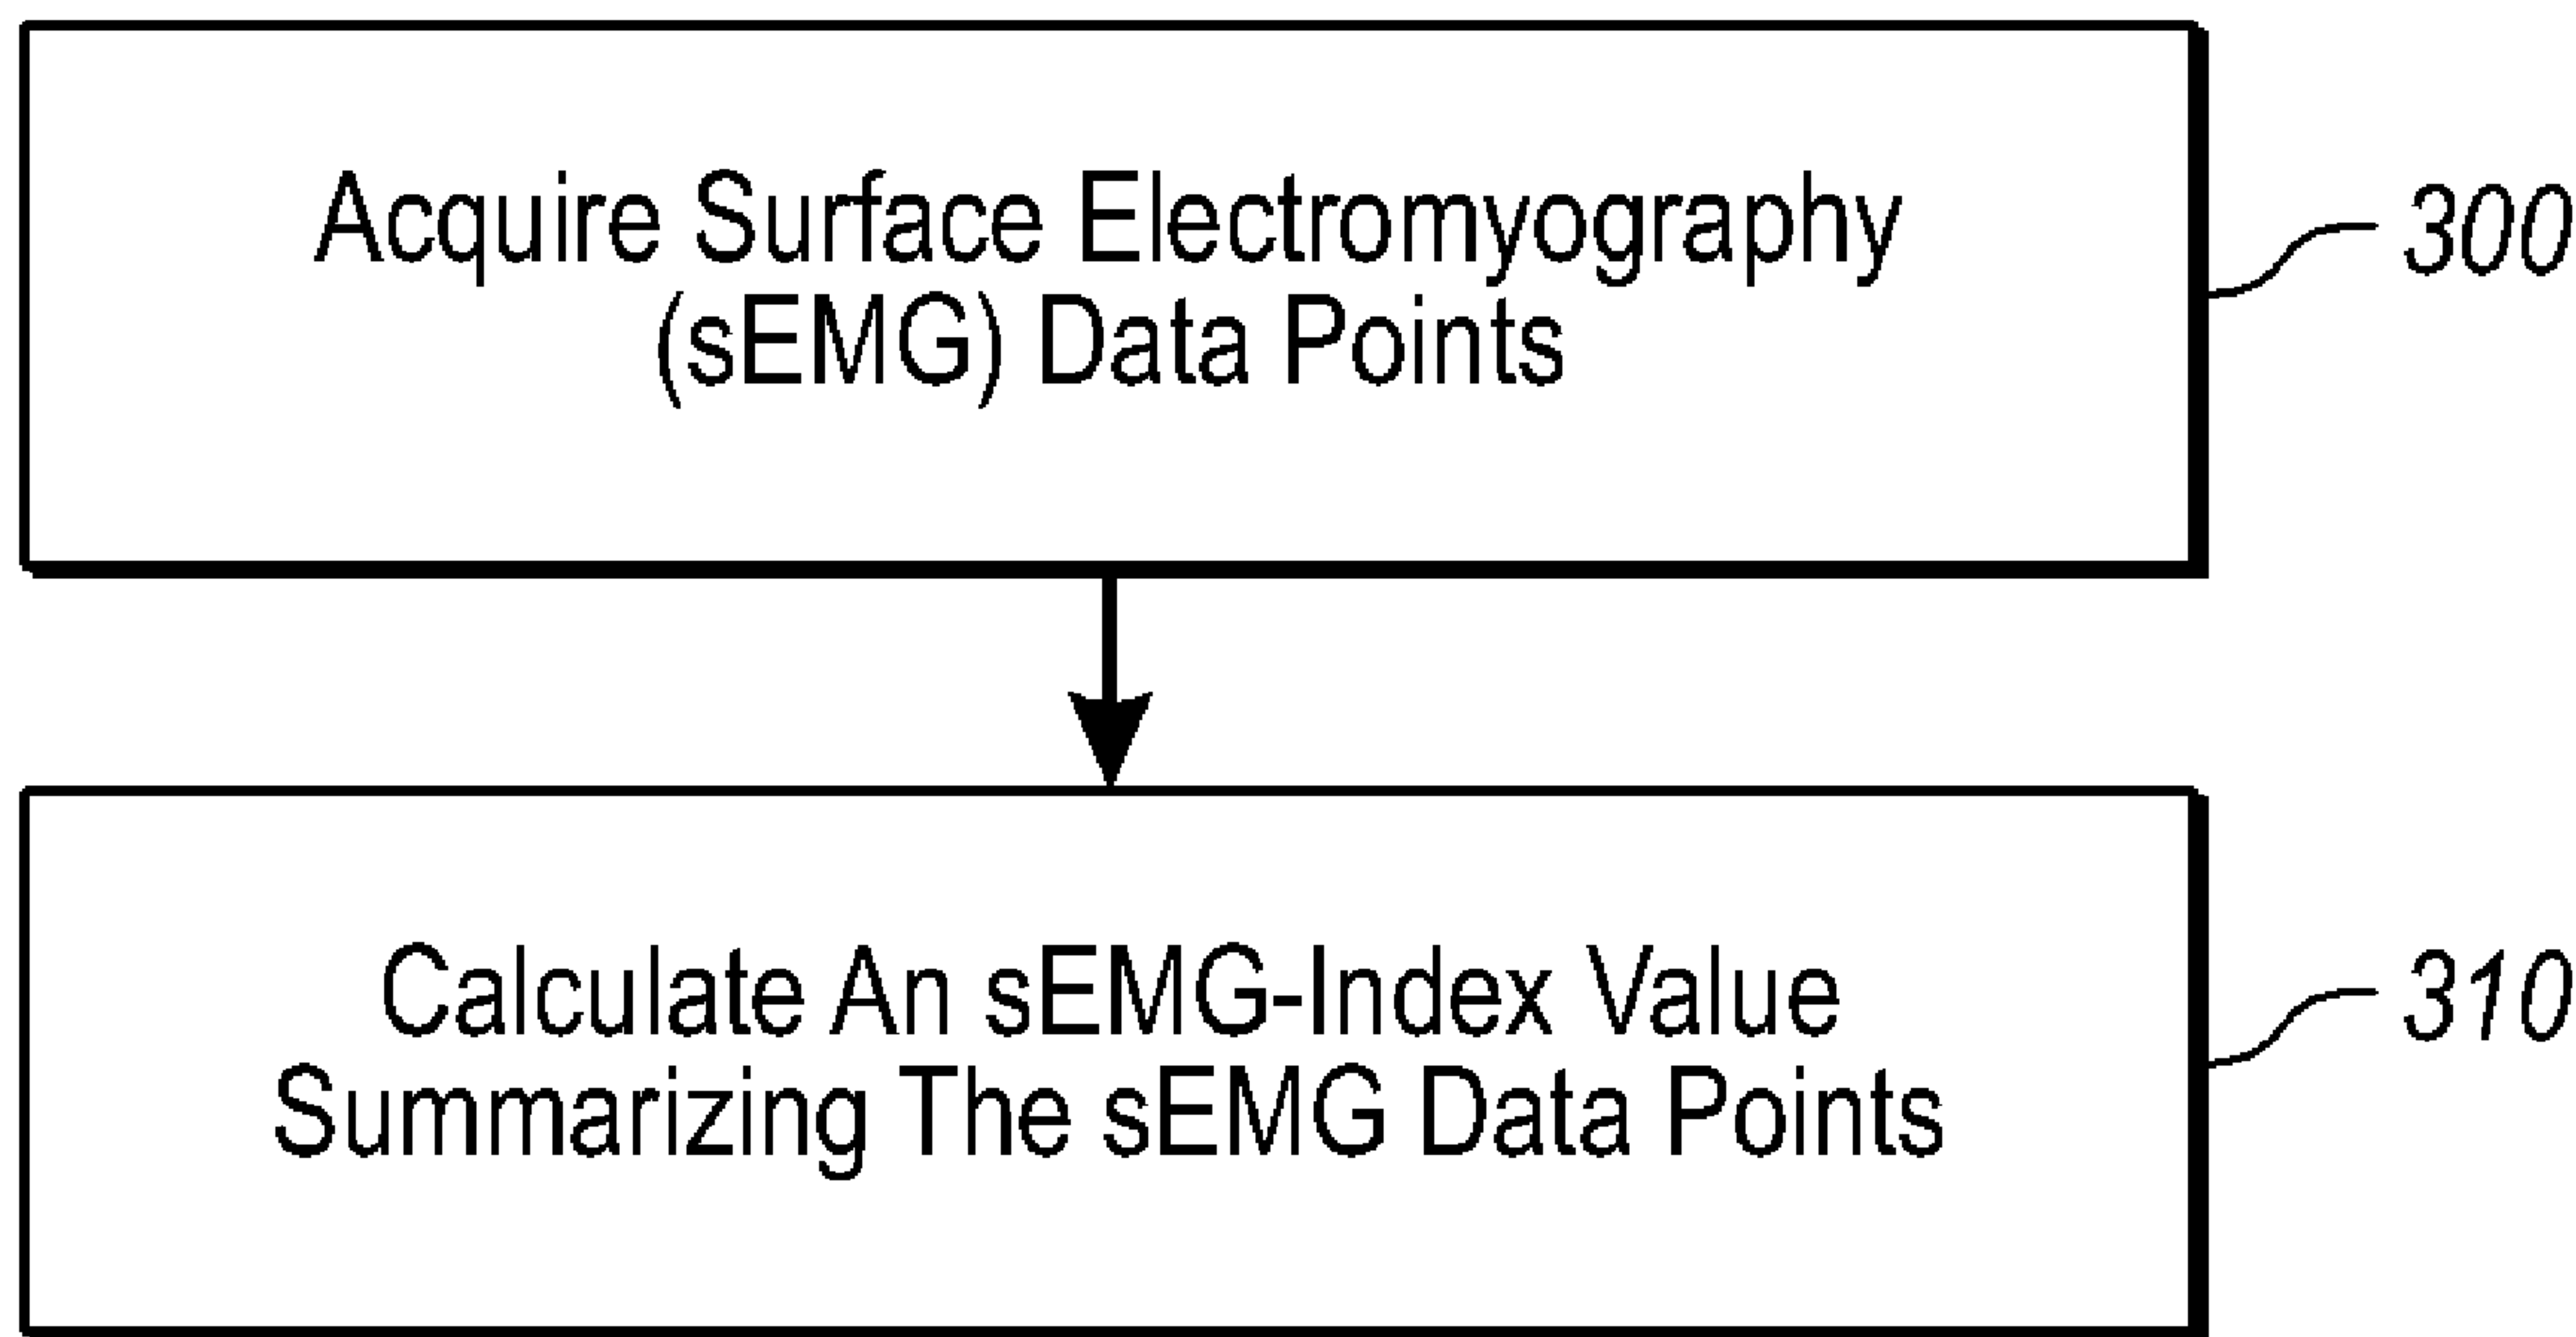 Acquire Surface Electromyography
(sEMG) Data Points
300
Calculate An sEMG-Index Value
Summarizing The sEMG Data Points
310